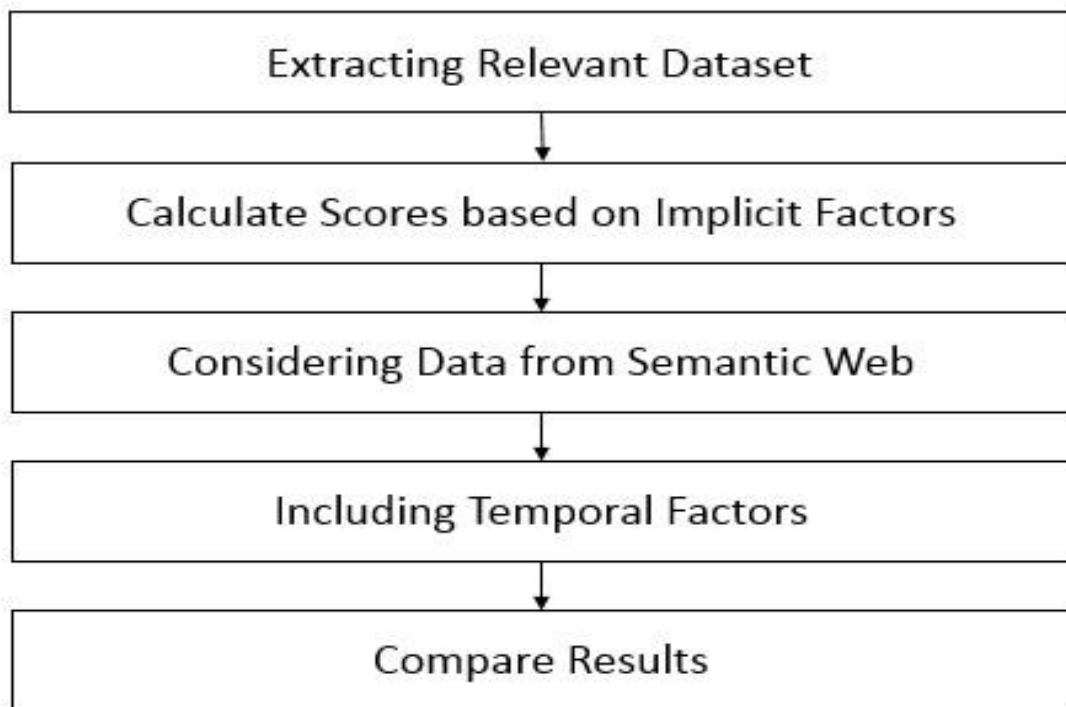 Extracting Relevant Dataset
Calculate Scores based on Implicit Factors
Considering Data from Semantic Web
Including Temporal Factors
Compare Results